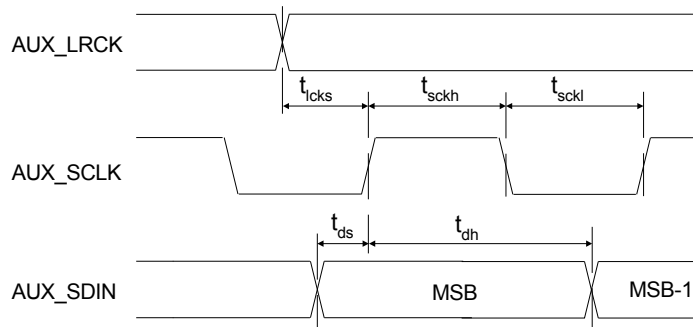 AUX_LRCK
t_lcks t_sckh t_sckl
AUX_SCLK
t_ds t_dh
AUX_SDIN MSB MSB-1